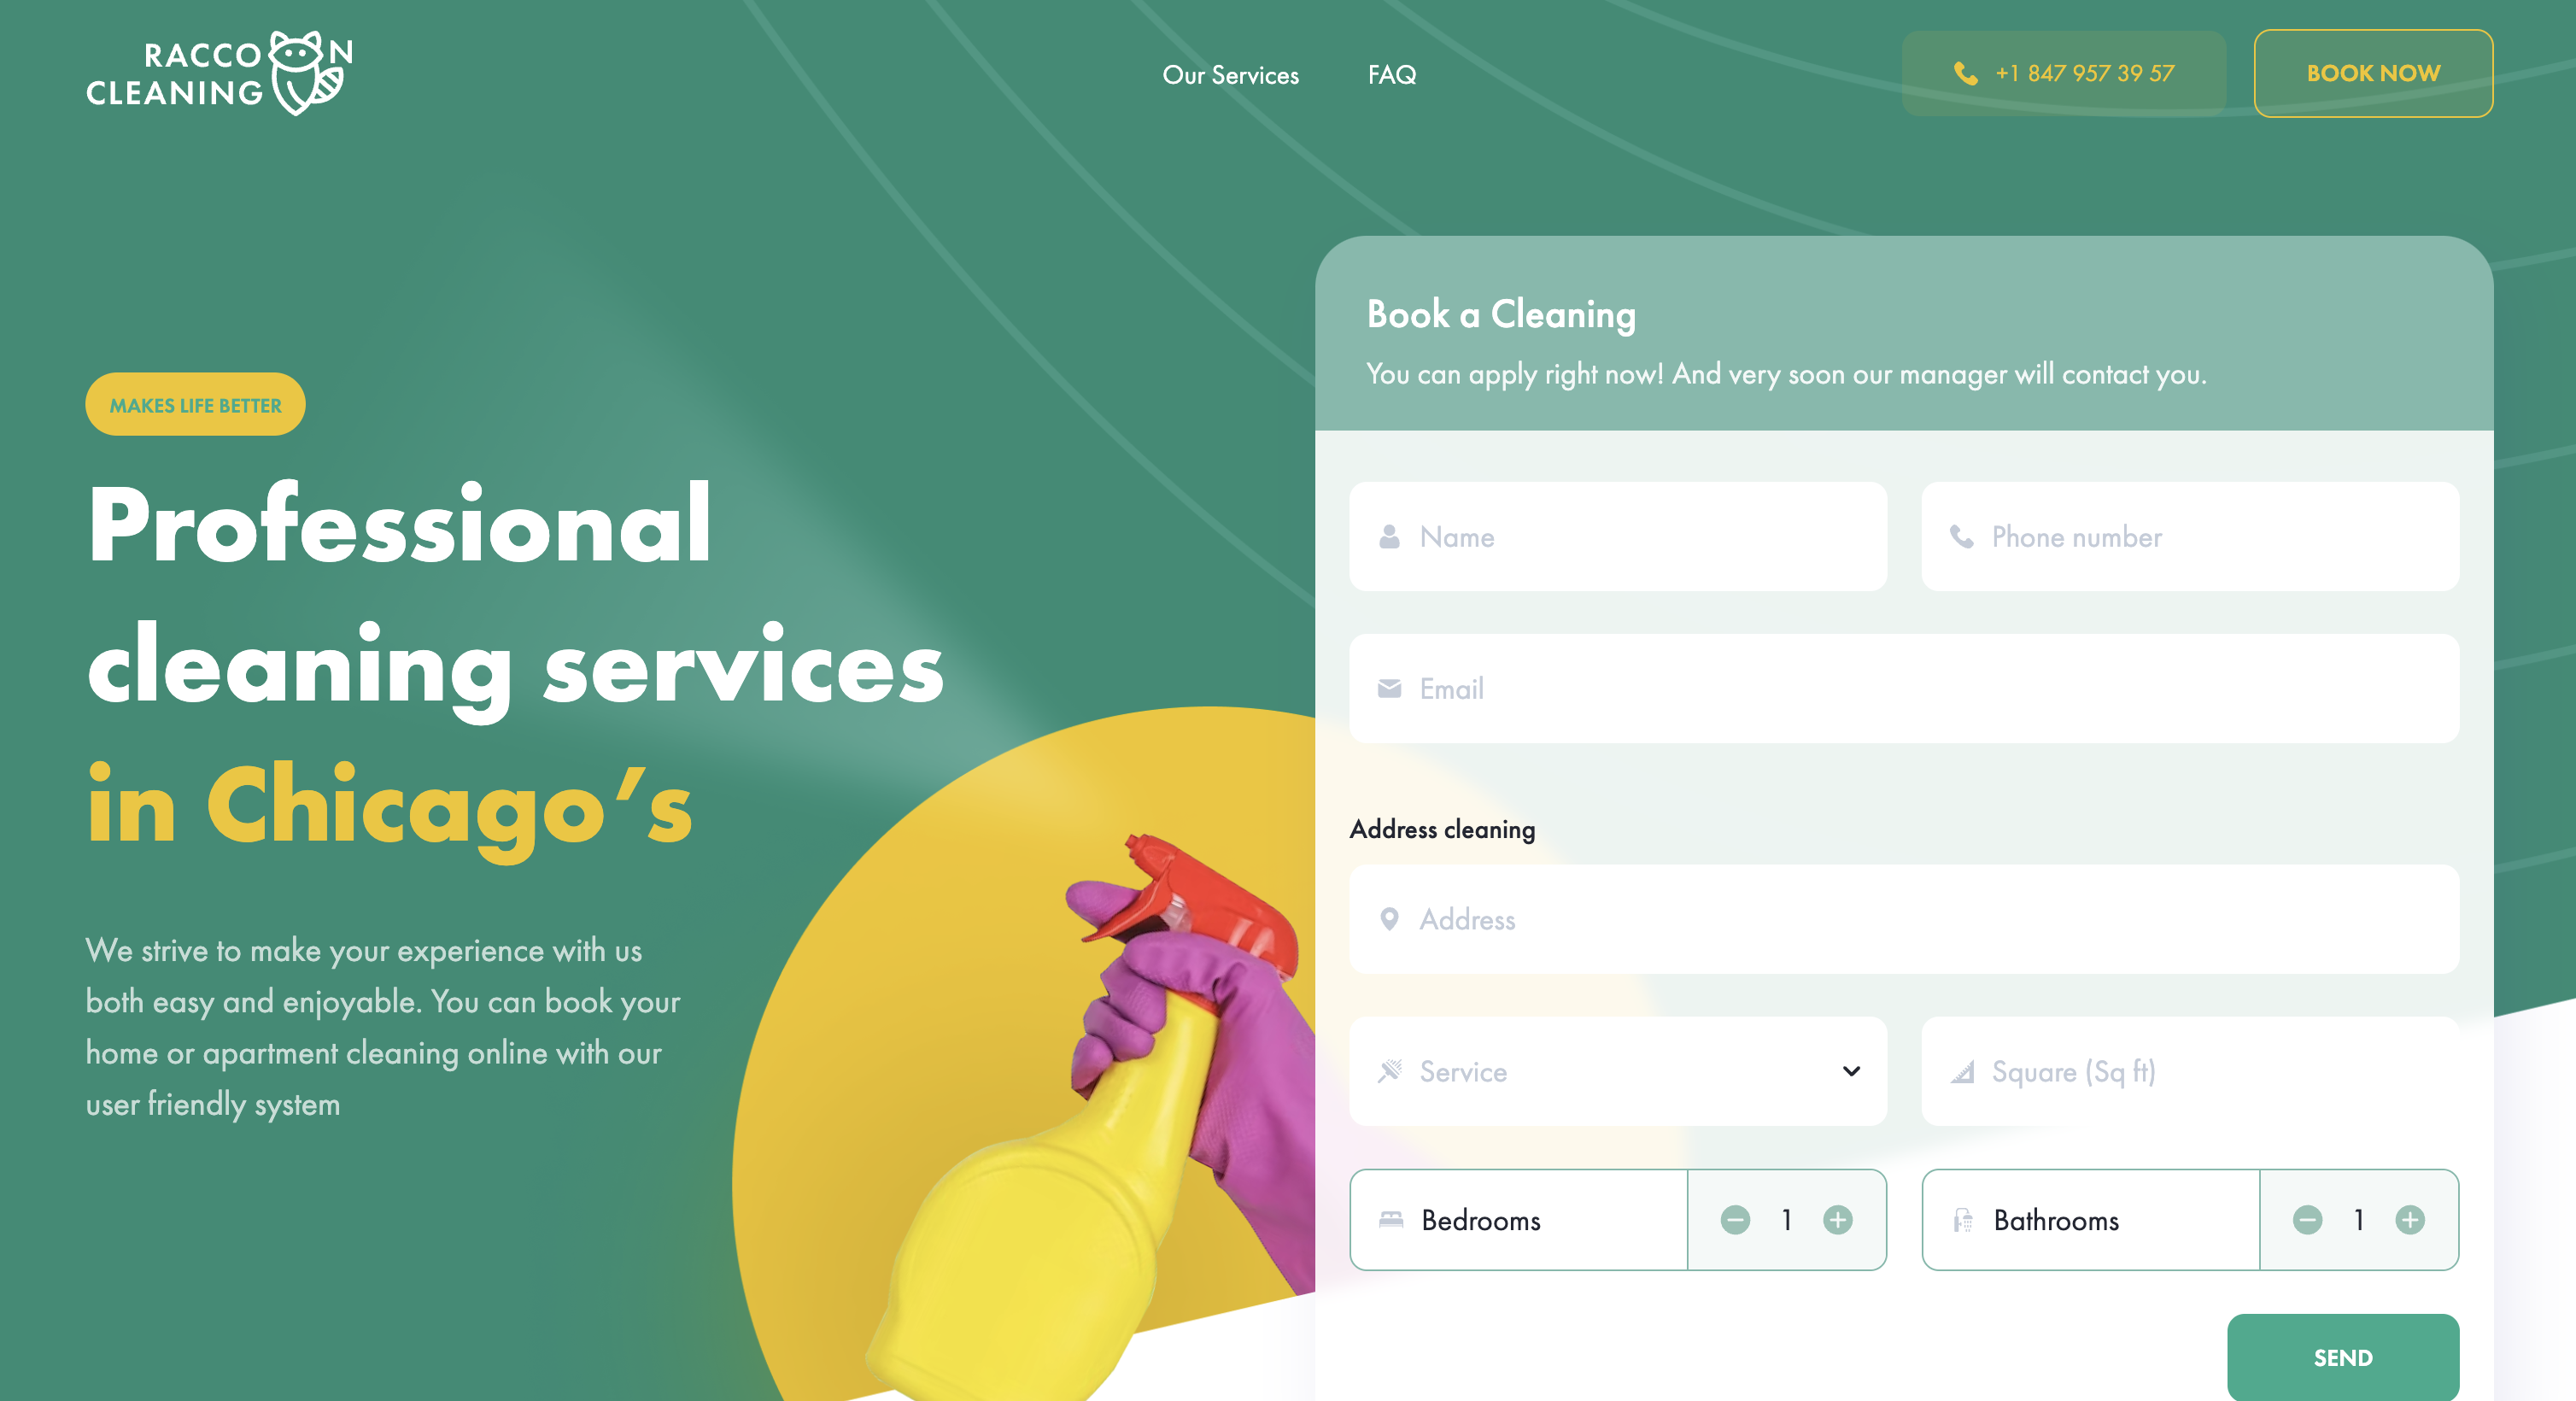 RACCOON
CLEANING
Our Services
FAQ
+1 847 957 39 57
BOOK NOW
MAKES LIFE BETTER
Professional
cleaning services
in Chicago’s
We strive to make your experience with us
both easy and enjoyable. You can book your
home or apartment cleaning online with our
user friendly system
Book a Cleaning
You can apply right now! And very soon our manager will contact you.
Name
Phone number
Email
Address cleaning
Address
Service
Square (Sq ft)
Bedrooms
1
Bathrooms
1
SEND